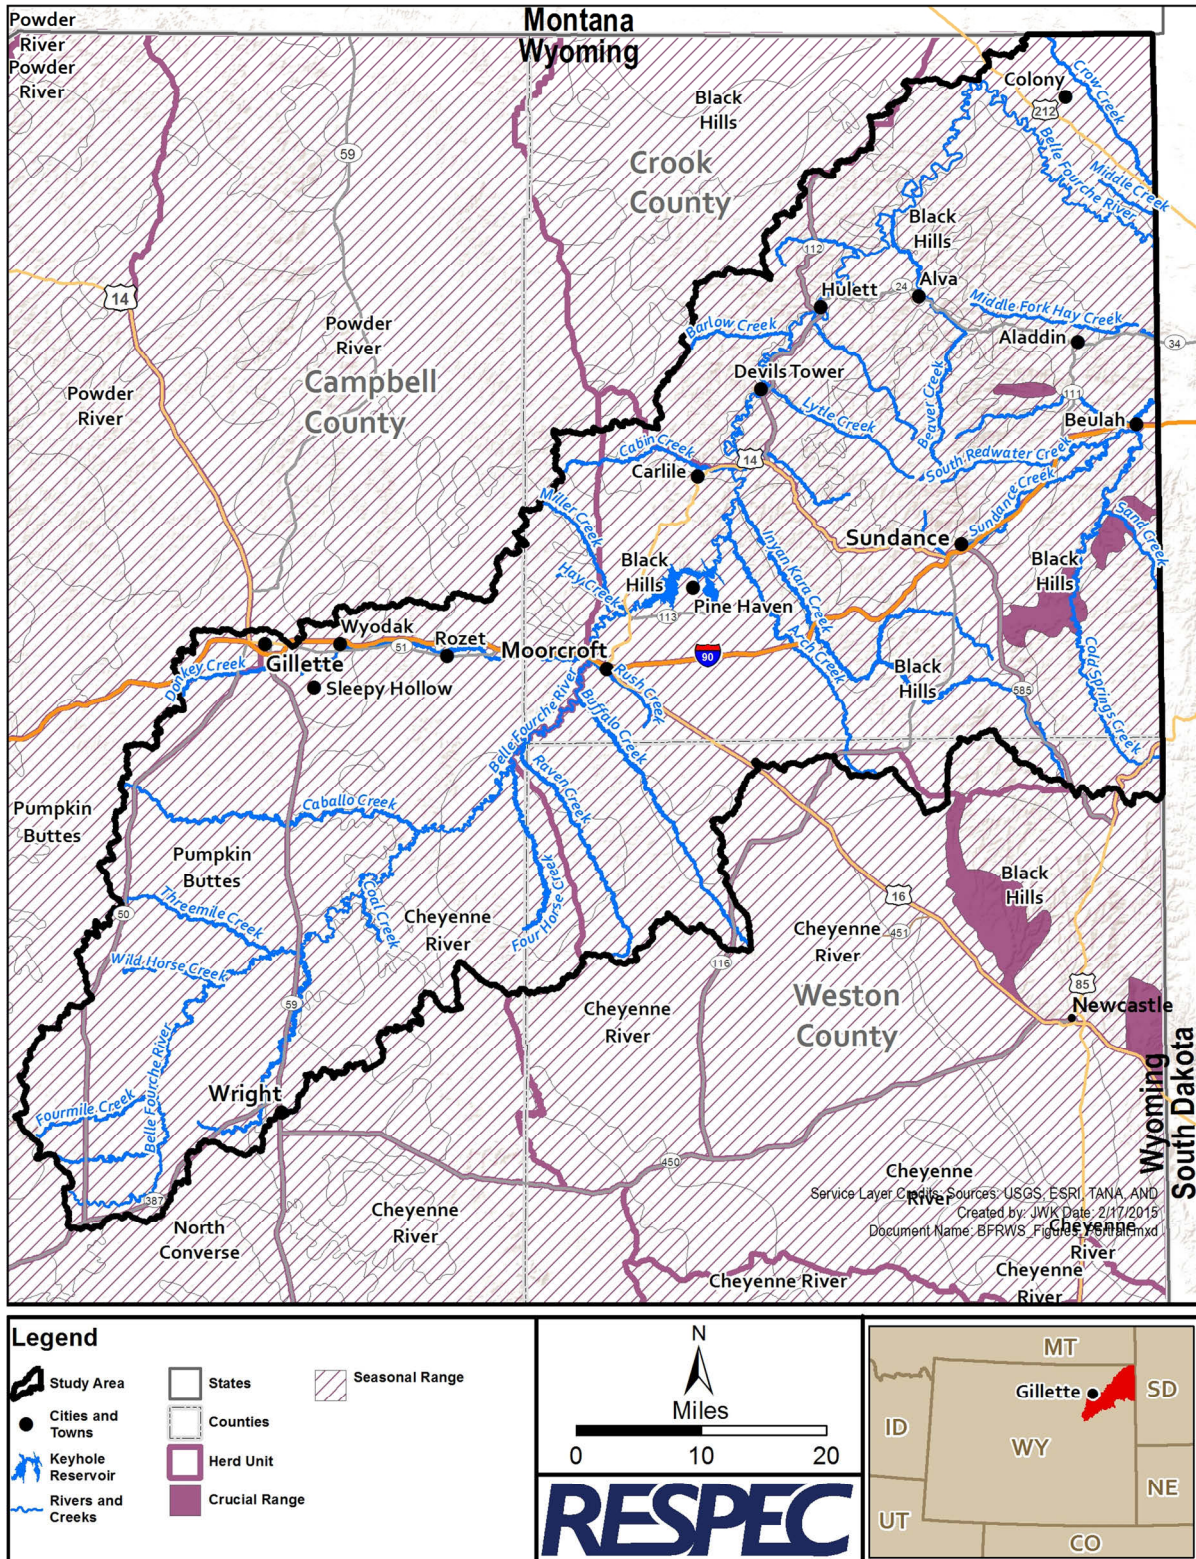 Montana
Wyoming
Powder
River
Powder
River
Black
Hills
Crook
County
Colony
212
Crow Creek
Middle Creek
Belle Fourche River
59
Black
Hills
112
14
Hulett
24
Alva
Middle Fork Hay Creek
Aladdin
34
Powder
River
Barlow Creek
Powder
River
Campbell
County
Devils Tower
Lytle Creek
Beaver Creek
111
Beulah
Cabin Creek
Carlile
14
South Redwater Creek
Sundance Creek
Miller Creek
Sundance
Sand Creek
Black
Hills
Hay Creek
Pine Haven
113
Inyan Kara Creek
Arch Creek
Black
Hills
Wyodak
51
Rozet
Moorcroft
90
Gillette
Donkey Creek
Sleepy Hollow
Rush Creek
Black
Hills
585
Cold Springs Creek
Belle Fourche River
Buffalo Creek
Raven Creek
Pumpkin
Buttes
Caballo Creek
Pumpkin
Buttes
Four Horse Creek
Coal Creek
Threemile Creek
50
Cheyenne
River
Black
Hills
16
451
Cheyenne
River
Wild Horse Creek
116
85
59
Cheyenne
River
Weston
County
Newcastle
Belle Fourche River
Wright
Fourmile Creek
Wyoming
South Dakota
450
387
North
Converse
Cheyenne
River
Cheyenne
River
Service Layer Credits: Sources: USGS, ESRI, TANA, AND
Created by: JWK Date: 2/17/2015
Document Name: BFRWS_Figures_Portrait.mxd
Cheyenne
River
Cheyenne River
Cheyenne
River
Legend
Study Area
Cities and
Towns
Keyhole
Reservoir
Rivers and
Creeks
States
Counties
Herd Unit
Crucial Range
Seasonal Range
N
Miles
0 10 20
RESPEC
MT
Gillette
SD
ID
WY
NE
UT
CO